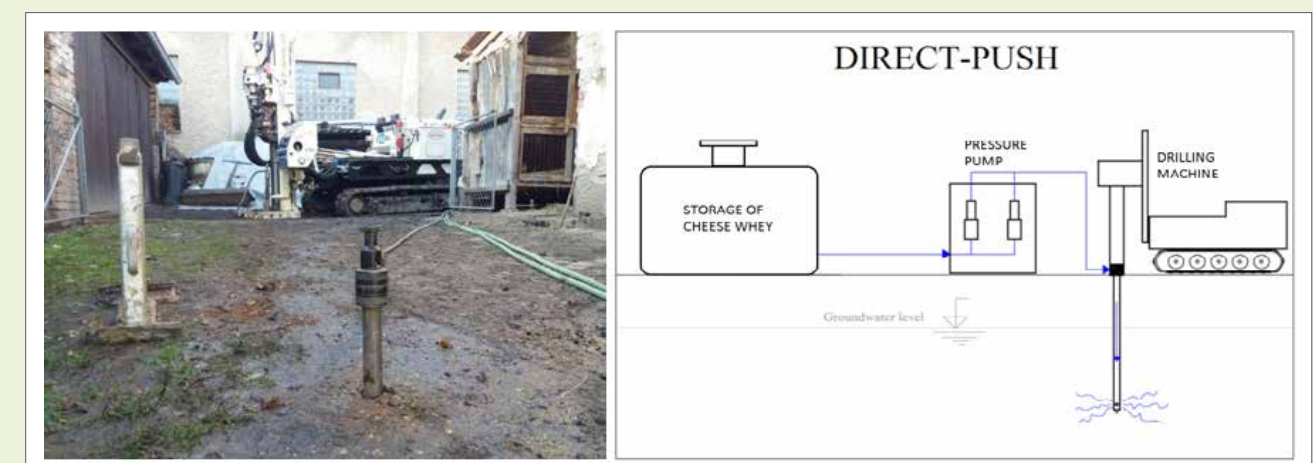 DIRECT-PUSH
PRESSURE
PUMP
DRILLING
MACHINE
STORAGE OF
CHEESE WHEY
Groundwater level